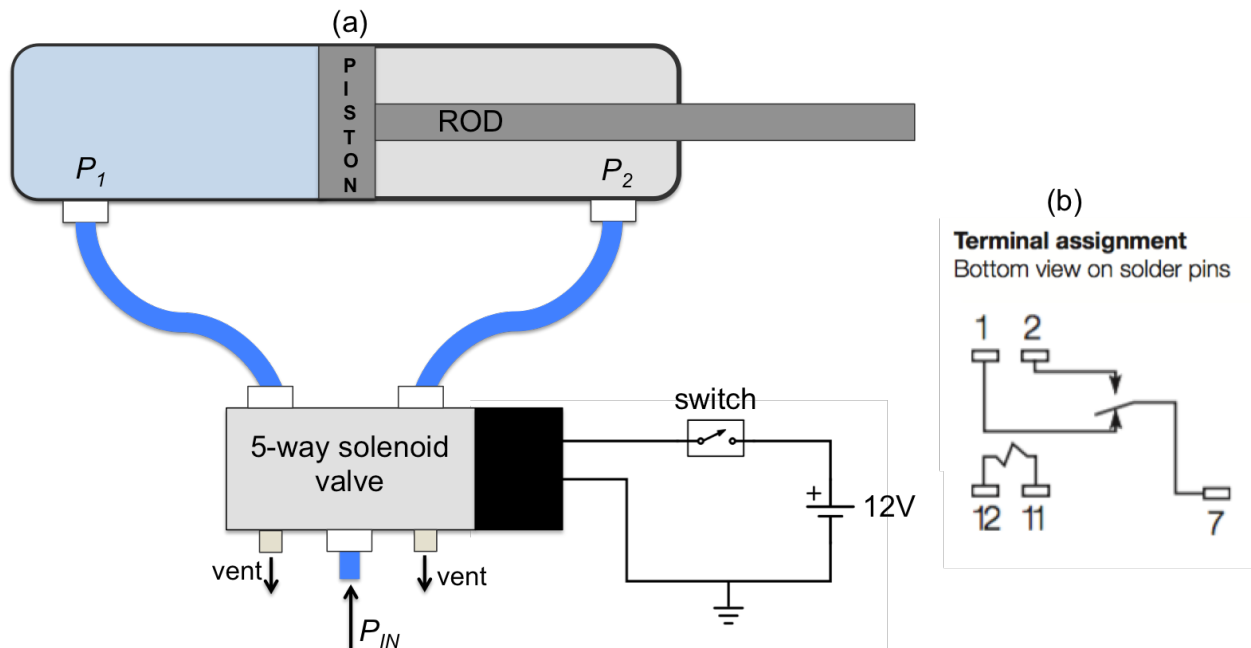 (a)
PISTON
ROD
P1
P2
(b)
Terminal assignment
Bottom view on solder pins
1 2
12 11
7
switch
5-way solenoid
valve
+
12V
vent
vent
PIN